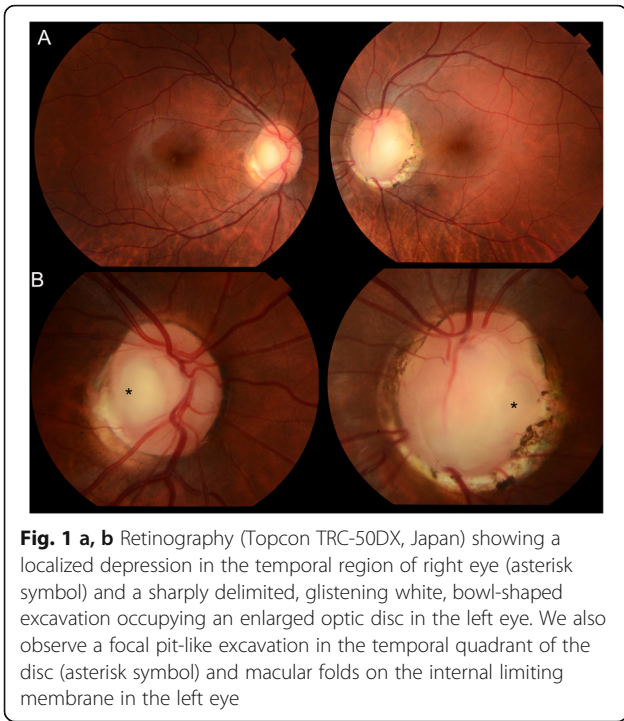 A
B
*
*
Fig. 1 a, b Retinography (Topcon TRC-50DX, Japan) showing a
localized depression in the temporal region of right eye (asterisk
symbol) and a sharply delimited, glistening white, bowl-shaped
excavation occupying an enlarged optic disc in the left eye. We also
observe a focal pit-like excavation in the temporal quadrant of the
disc (asterisk symbol) and macular folds on the internal limiting
membrane in the left eye